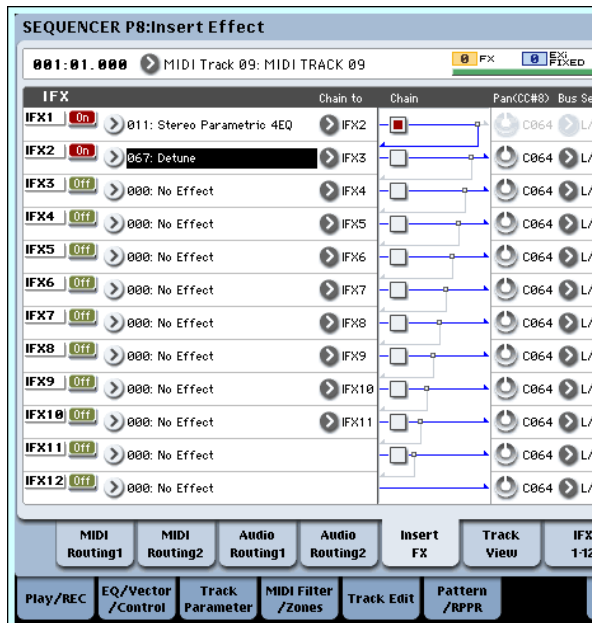 SEQUENCER P8:Insert Effect
001:01.000 MIDI Track 09: MIDI TRACK 09 0 FX 0 EXi FIXED
IFX Chain to Chain Pan(CC#8) Bus Se
IFX1 On 011: Stereo Parametric 4EQ IFX2 C064 L/
IFX2 On 067: Detune IFX3 C064 L/
IFX3 Off 000: No Effect IFX4 C064 L/
IFX4 Off 000: No Effect IFX5 C064 L/
IFX5 Off 000: No Effect IFX6 C064 L/
IFX6 Off 000: No Effect IFX7 C064 L/
IFX7 Off 000: No Effect IFX8 C064 L/
IFX8 Off 000: No Effect IFX9 C064 L/
IFX9 Off 000: No Effect IFX10 C064 L/
IFX10 Off 000: No Effect IFX11 C064 L/
IFX11 Off 000: No Effect C064 L/
IFX12 Off 000: No Effect C064 L/
MIDI Routing1 MIDI Routing2 Audio Routing1 Audio Routing2 Insert FX Track View IFX 1-12
Play/REC EQ/Vector /Control Track Parameter MIDI Filter /Zones Track Edit Pattern /RPPR